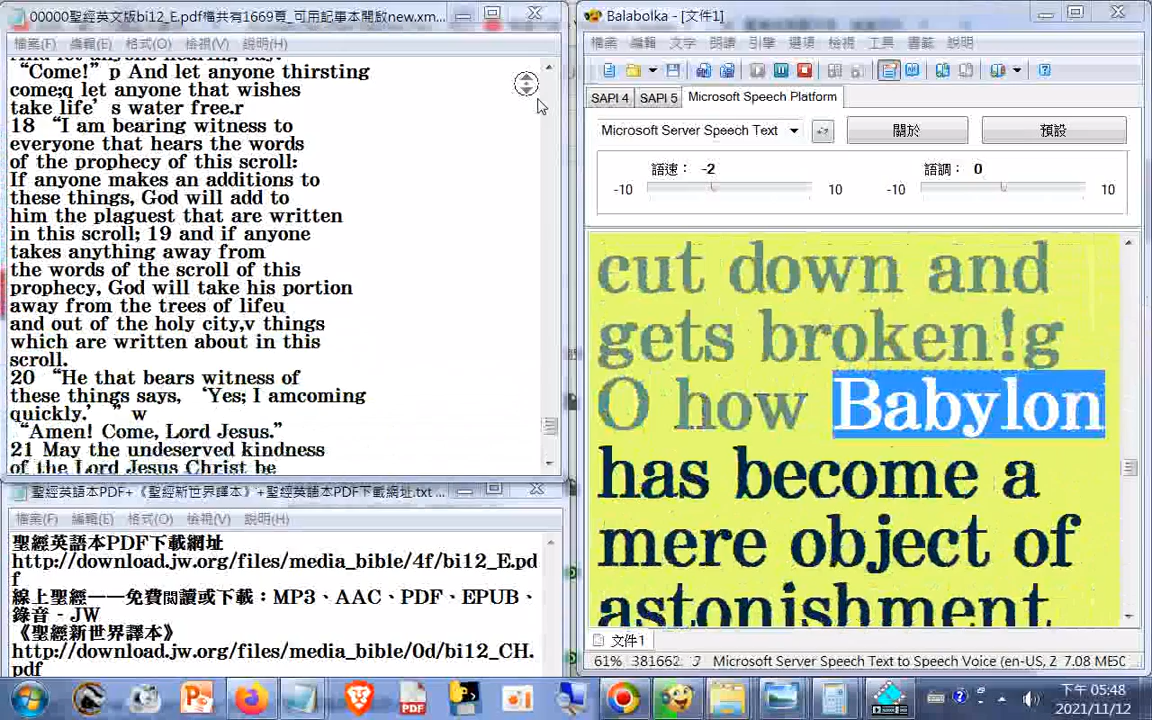 00000聖經英文版bi12_E.pdf檔共有1669頁_可用記事本開啟new.xm...
檔案(F) 編輯(E) 格式(O) 檢視(V) 說明(H)
“Come!” p And let anyone thirsting
come;q let anyone that wishes
take life’s water free.r
18 “I am bearing witness to
everyone that hears the words
of the prophecy of this scroll:
If anyone makes an additions to
these things, God will add to
him the plaguest that are written
in this scroll; 19 and if anyone
takes anything away from
the words of the scroll of this
prophecy, God will take his portion
away from the trees of lifeu
and out of the holy city,v things
which are written about in this
scroll.
20 “He that bears witness of
these things says, ‘Yes; I amcoming
quickly.’ ” w
“Amen! Come, Lord Jesus.”
21 May the undeserved kindness
of the Lord Jesus Christ be
聖經英語本PDF+《聖經新世界譯本》+聖經英語本PDF下載網址.txt ...
檔案(F) 編輯(E) 格式(O) 檢視(V) 說明(H)
聖經英語本PDF下載網址
http://download.jw.org/files/media_bible/4f/bi12_E.pd
f
線上聖經——免費閱讀或下載：MP3、AAC、PDF、EPUB、
錄音 - JW
《聖經新世界譯本》
http://download.jw.org/files/media_bible/0d/bi12_CH.
pdf
Balabolka - [文件1]
檔案 編輯 文字 朗讀 引擎 選項 檢視 工具 書籤 說明
SAPI 4 SAPI 5 Microsoft Speech Platform
Microsoft Server Speech Text 關於 預設
語速： -2 語調： 0
-10 10 -10 10
cut down and
gets broken!g
O how Babylon
has become a
mere object of
astonishment
文件1
61% 381662 Microsoft Server Speech Text to Speech Voice (en-US, Z 7.08 МБ
下午 05:48
2021/11/12